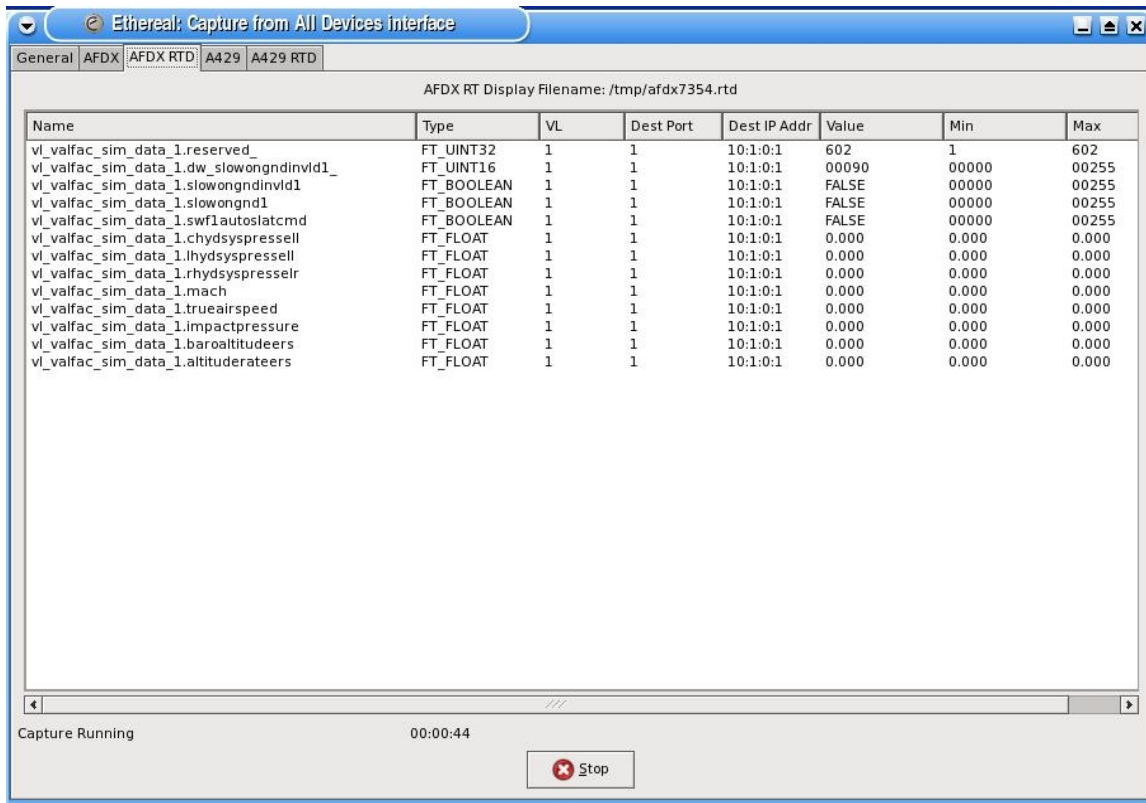 Ethereal: Capture from All Devices interface
General AFDX AFDX RTD A429 A429 RTD
AFDX RT Display Filename: /tmp/afdx7354.rtd
Name Type VL Dest Port Dest IP Addr Value Min Max
vl_valfac_sim_data_1.reserved_ FT_UINT32 1 1 10:1:0:1 602 1 602
vl_valfac_sim_data_1.dw_slowongndinvld1_ FT_UINT16 1 1 10:1:0:1 00090 00000 00255
vl_valfac_sim_data_1.slowongndinvld1 FT_BOOLEAN 1 1 10:1:0:1 FALSE 00000 00255
vl_valfac_sim_data_1.slowongnd1 FT_BOOLEAN 1 1 10:1:0:1 FALSE 00000 00255
vl_valfac_sim_data_1.swf1autoslatcmd FT_BOOLEAN 1 1 10:1:0:1 FALSE 00000 00255
vl_valfac_sim_data_1.chydsyspressell FT_FLOAT 1 1 10:1:0:1 0.000 0.000 0.000
vl_valfac_sim_data_1.lhydsyspressell FT_FLOAT 1 1 10:1:0:1 0.000 0.000 0.000
vl_valfac_sim_data_1.rhydsyspresselr FT_FLOAT 1 1 10:1:0:1 0.000 0.000 0.000
vl_valfac_sim_data_1.mach FT_FLOAT 1 1 10:1:0:1 0.000 0.000 0.000
vl_valfac_sim_data_1.trueairspeed FT_FLOAT 1 1 10:1:0:1 0.000 0.000 0.000
vl_valfac_sim_data_1.impactpressure FT_FLOAT 1 1 10:1:0:1 0.000 0.000 0.000
vl_valfac_sim_data_1.baroaltitudeers FT_FLOAT 1 1 10:1:0:1 0.000 0.000 0.000
vl_valfac_sim_data_1.altituderateers FT_FLOAT 1 1 10:1:0:1 0.000 0.000 0.000
Capture Running 00:00:44
Stop